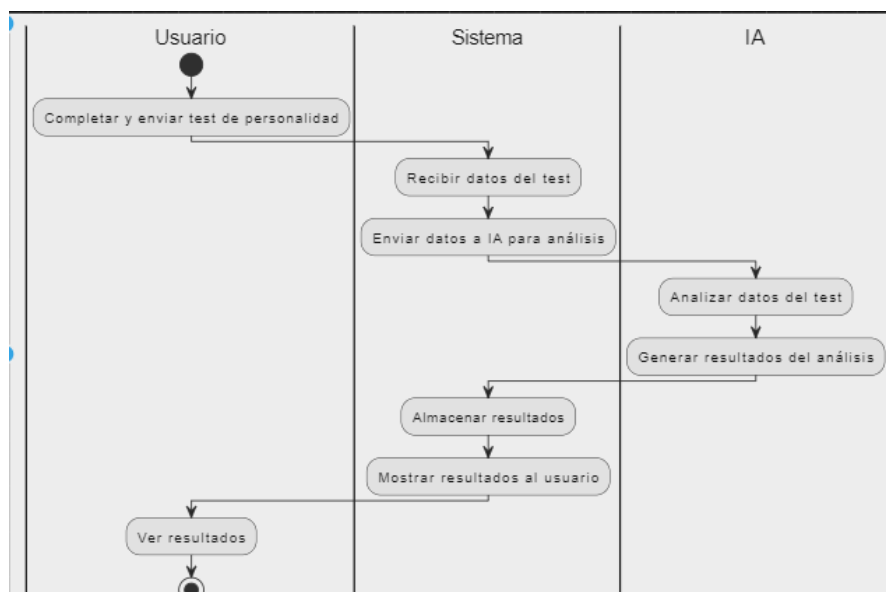 Usuario
Sistema
IA
Completar y enviar test de personalidad
Recibir datos del test
Enviar datos a IA para análisis
Analizar datos del test
Generar resultados del análisis
Almacenar resultados
Mostrar resultados al usuario
Ver resultados